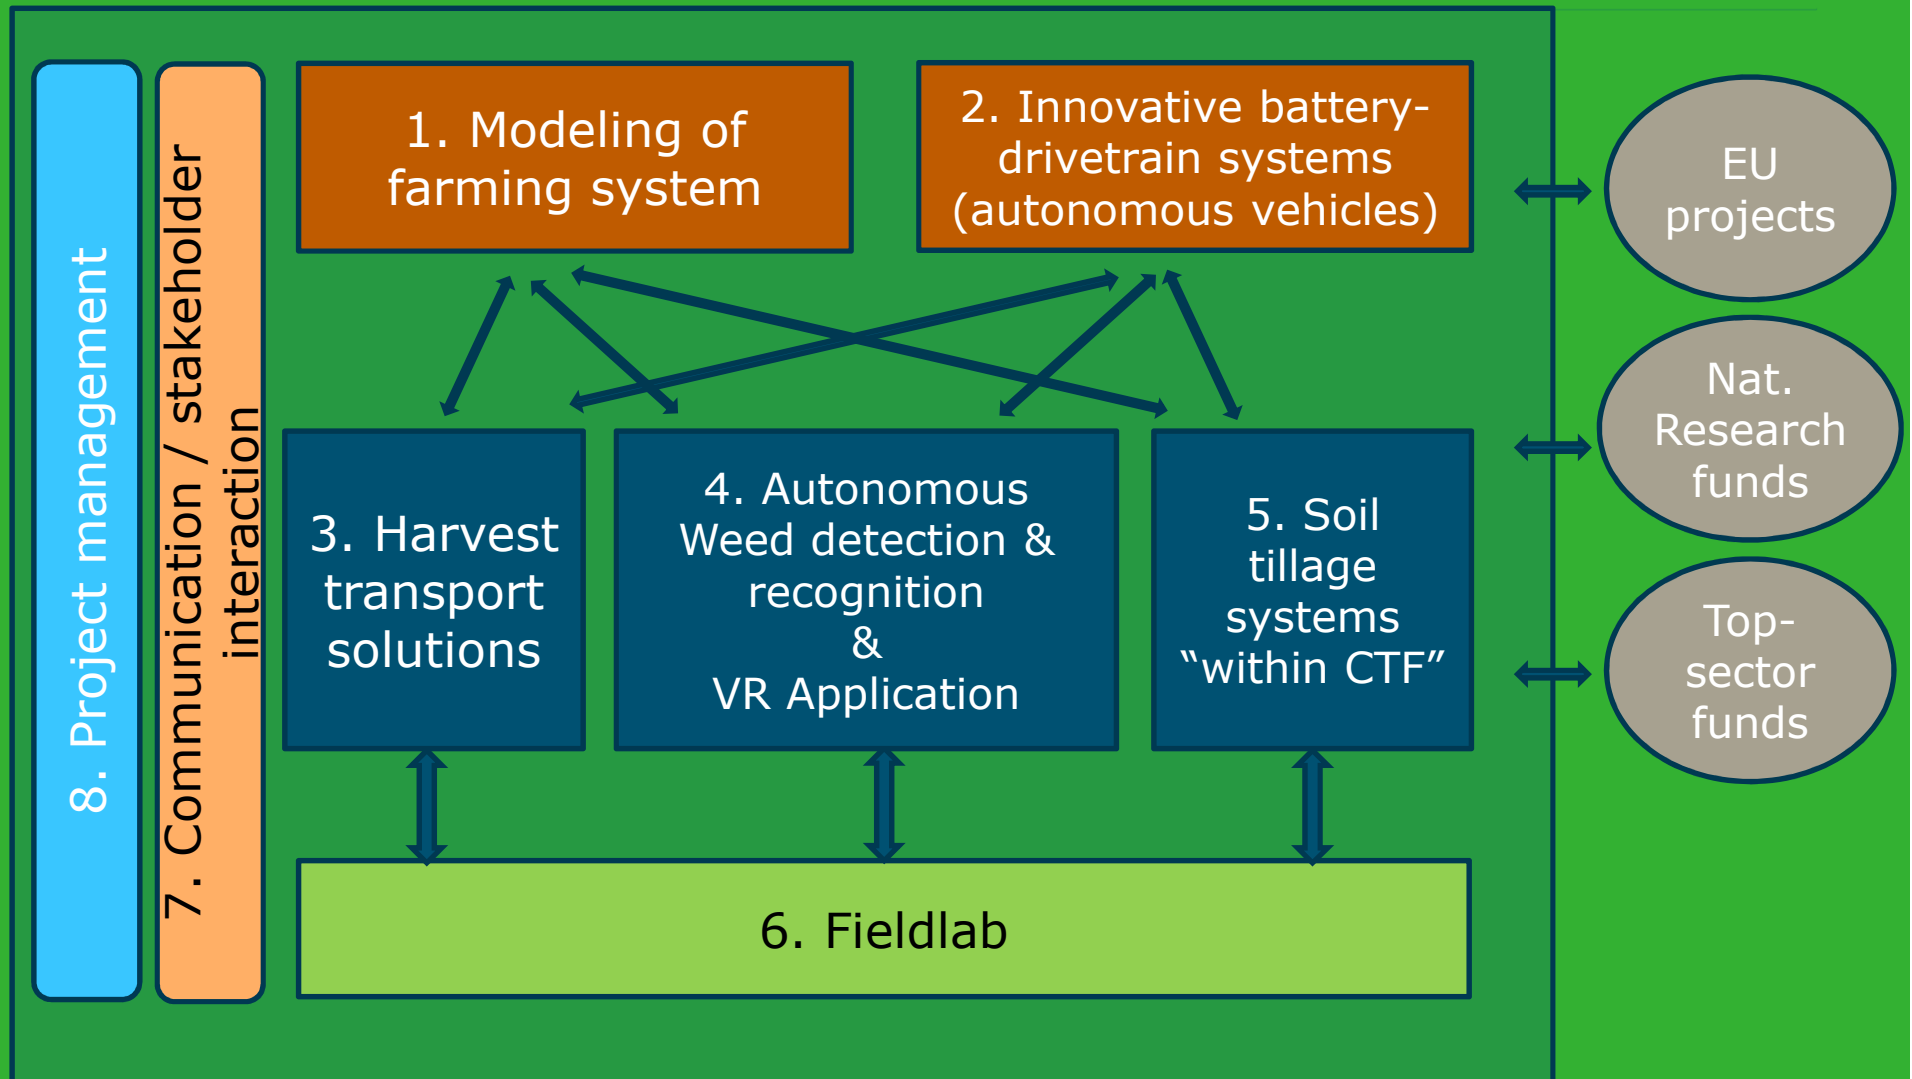 8. Project management
7. Communication / stakeholder
interaction
1. Modeling of
farming system
2. Innovative battery-
drivetrain systems
(autonomous vehicles)
3. Harvest
transport
solutions
4. Autonomous
Weed detection &
recognition
&
VR Application
5. Soil
tillage
systems
“within CTF”
6. Fieldlab
EU
projects
Nat.
Research
funds
Top-
sector
funds